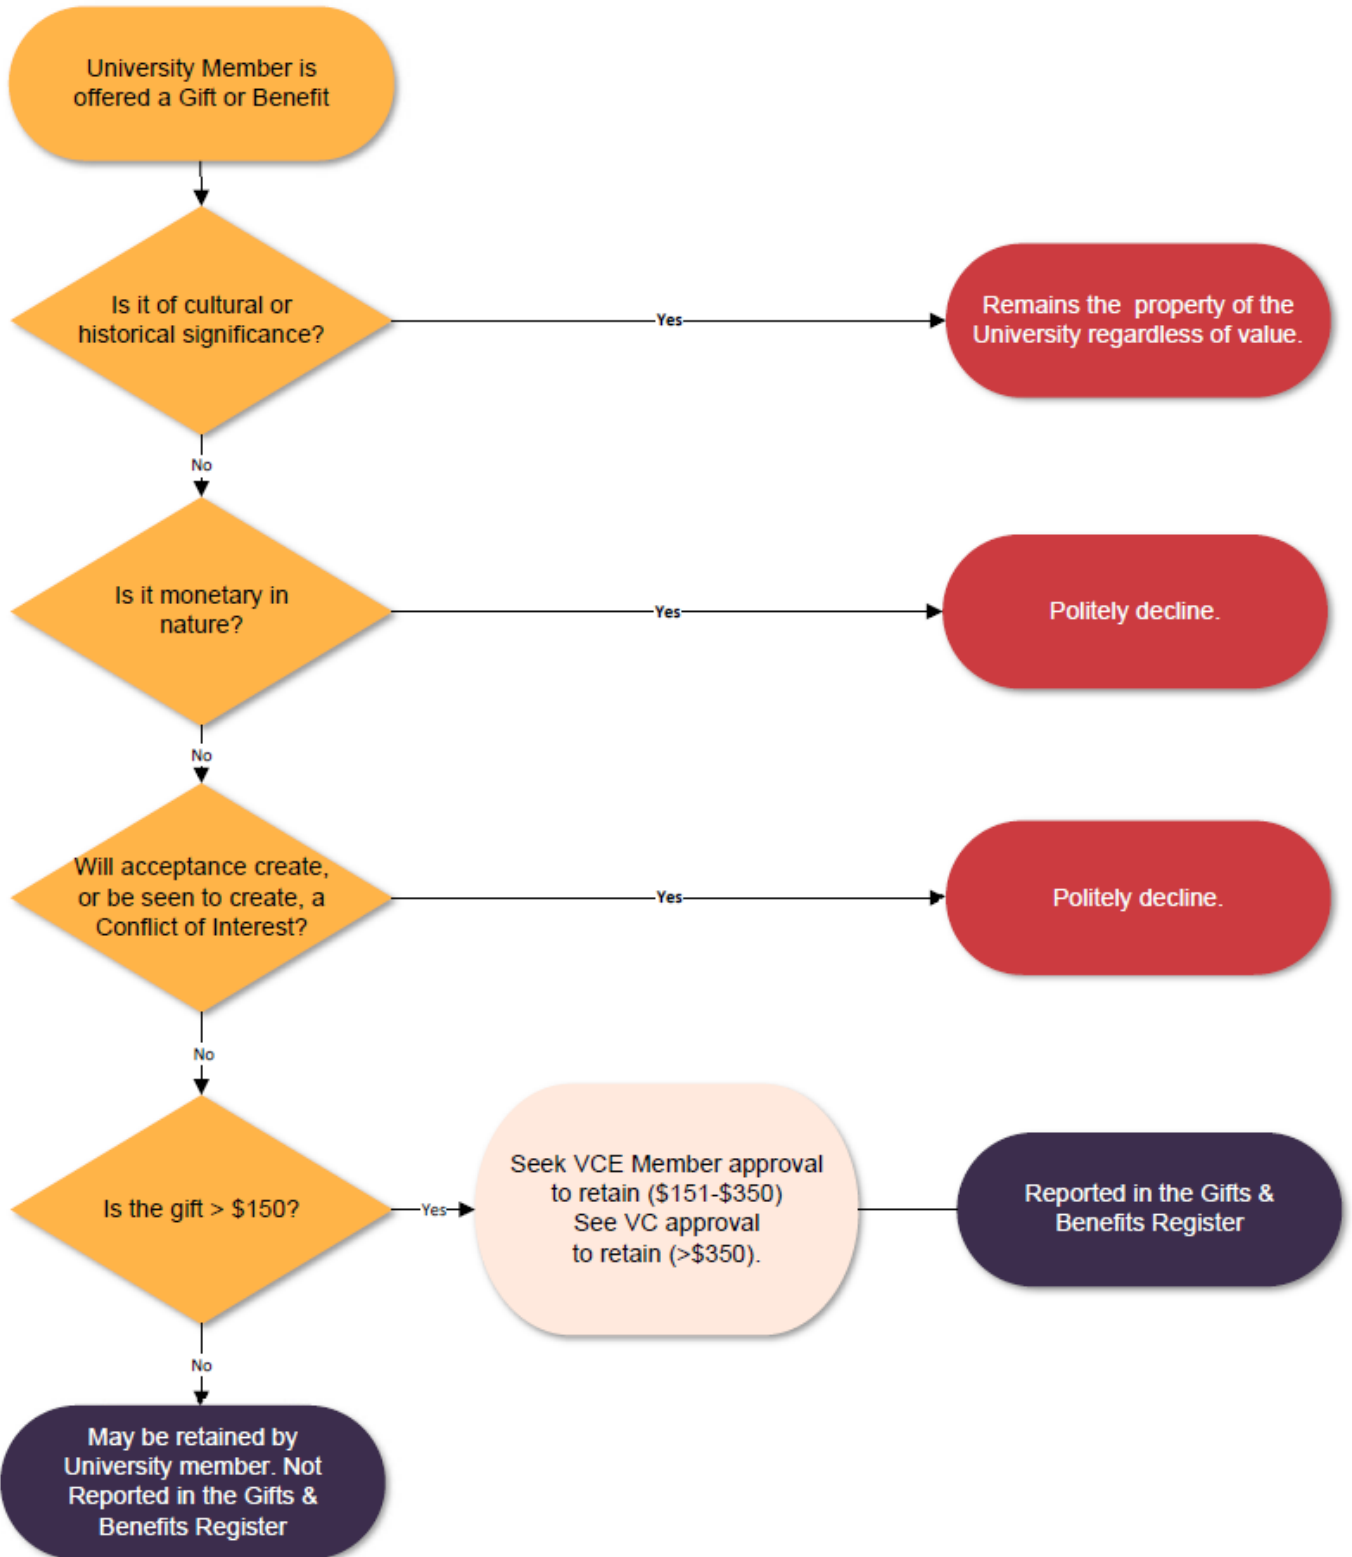 University Member is
offered a Gift or Benefit
Is it of cultural or
historical significance?
Yes
Remains the  property of the
University regardless of value.
No
Is it monetary in
nature?
Yes
Politely decline.
No
Will acceptance create,
or be seen to create, a
Conflict of Interest?
Yes
Politely decline.
No
Is the gift > $150?
Yes
Seek VCE Member approval
to retain ($151-$350)
See VC approval
to retain (>$350).
Reported in the Gifts &
Benefits Register
No
May be retained by
University member. Not
Reported in the Gifts &
Benefits Register